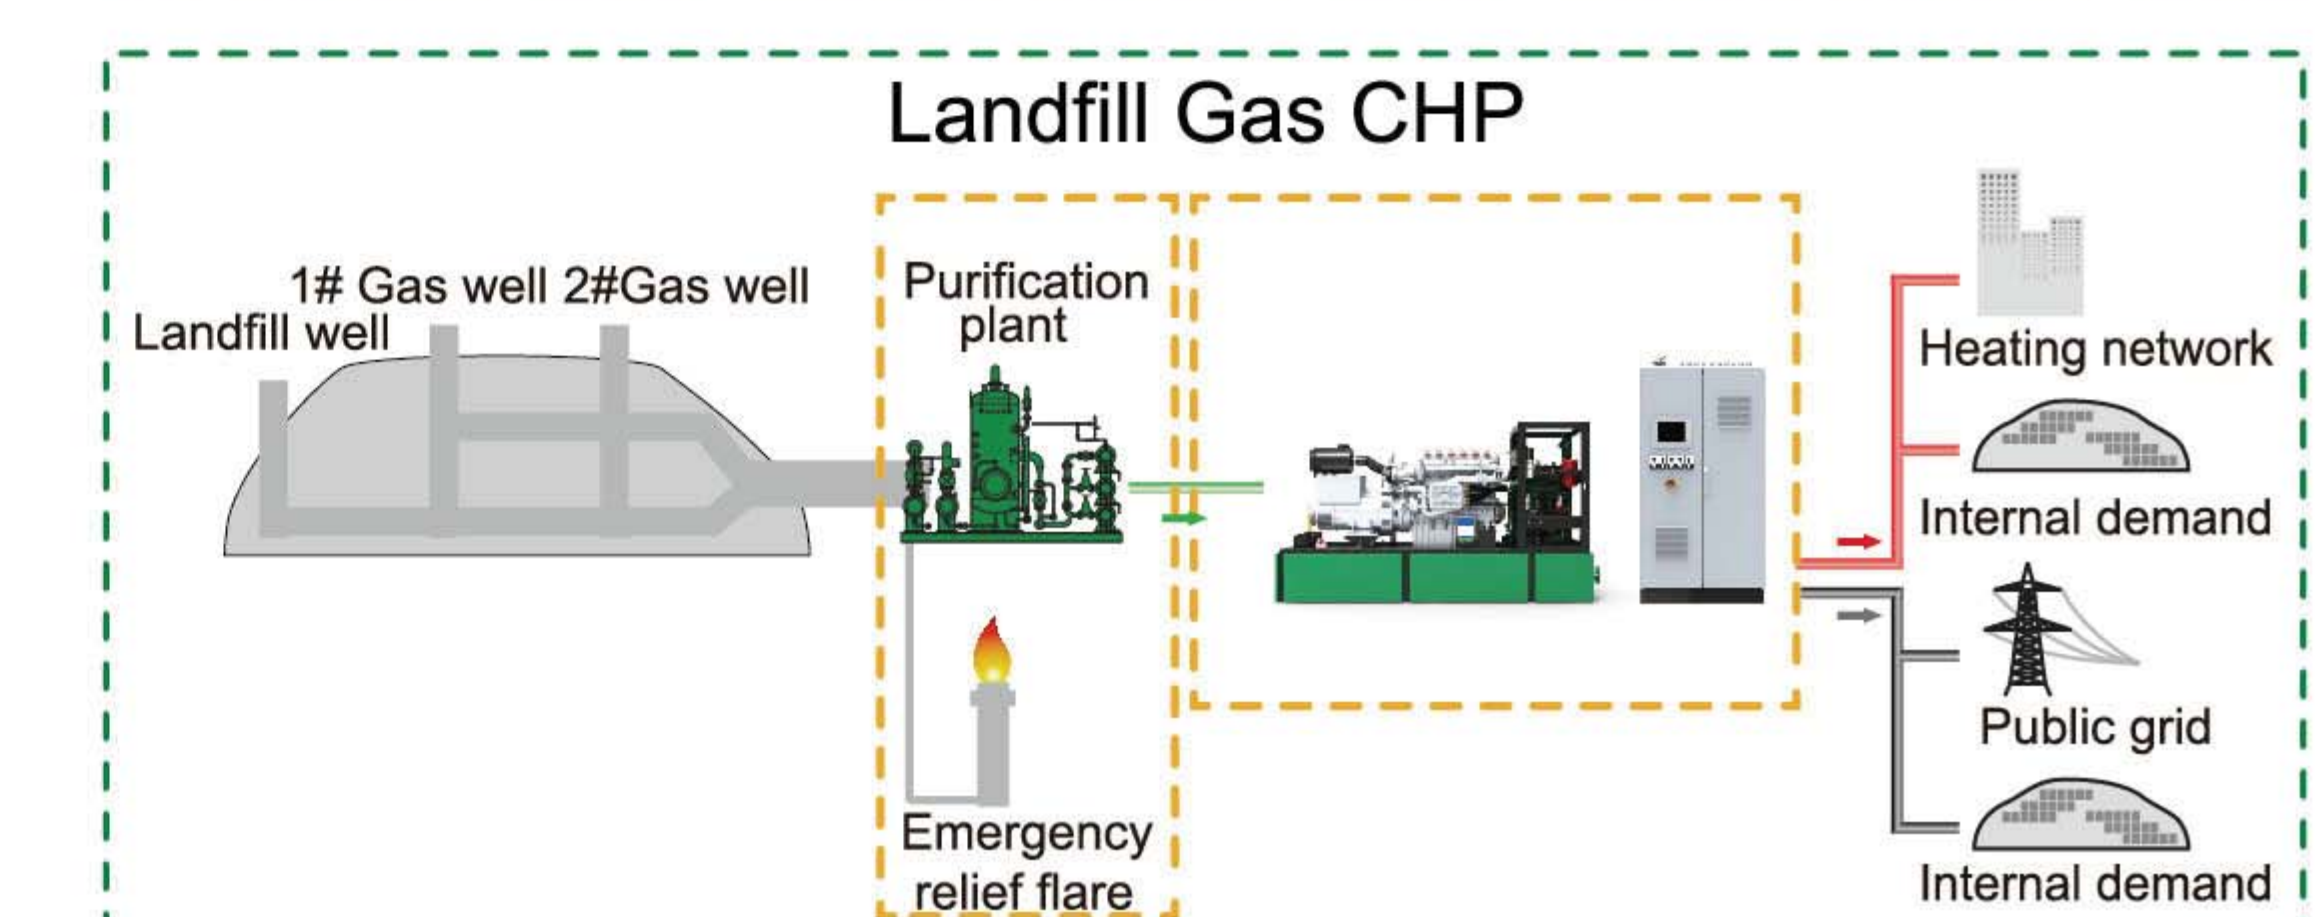 Landfill Gas CHP
1# Gas well 2#Gas well
Landfill well
Purification
plant
Emergency
relief flare
Heating network
Internal demand
Public grid
Internal demand